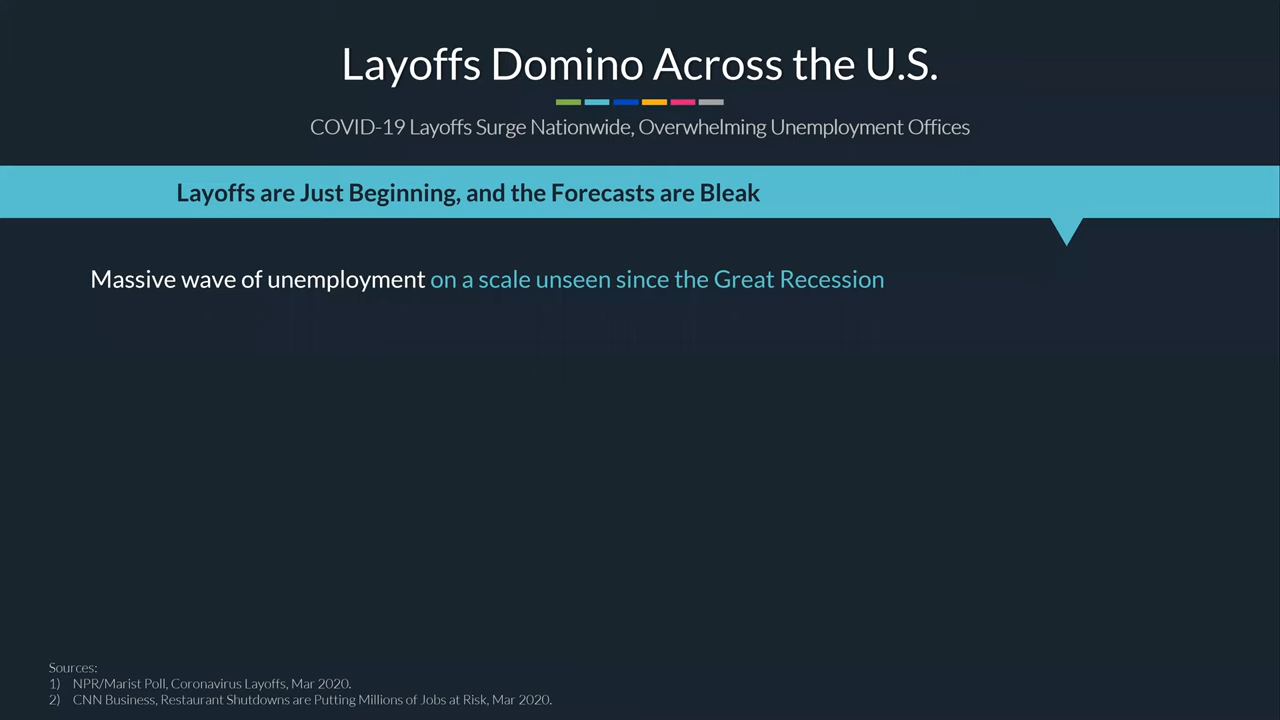 Layoffs Domino Across the U.S.
COVID-19 Layoffs Surge Nationwide, Overwhelming Unemployment Offices
Layoffs are Just Beginning, and the Forecasts are Bleak
Massive wave of unemployment on a scale unseen since the Great Recession
Sources:
1) NPR/Marist Poll, Coronavirus Layoffs, Mar 2020.
2) CNN Business, Restaurant Shutdowns are Putting Millions of Jobs at Risk, Mar 2020.